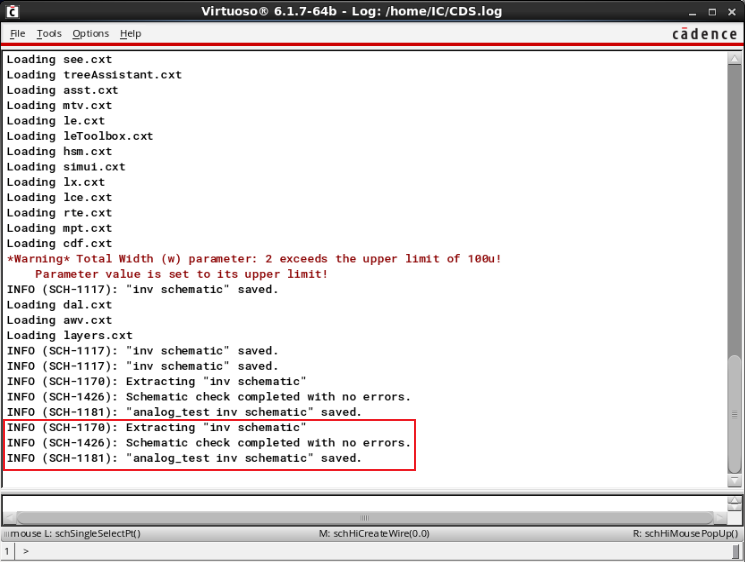 Virtuoso® 6.1.7-64b - Log: /home/IC/CDS.log
File Tools Options Help
cādence
Loading see.cxt
Loading treeAssistant.cxt
Loading asst.cxt
Loading mtv.cxt
Loading le.cxt
Loading leToolbox.cxt
Loading hsm.cxt
Loading simui.cxt
Loading lx.cxt
Loading lce.cxt
Loading rte.cxt
Loading mpt.cxt
Loading cdf.cxt
*Warning* Total Width (w) parameter: 2 exceeds the upper limit of 100u!
Parameter value is set to its upper limit!
INFO (SCH-1117): "inv schematic" saved.
Loading dal.cxt
Loading awv.cxt
Loading layers.cxt
INFO (SCH-1117): "inv schematic" saved.
INFO (SCH-1117): "inv schematic" saved.
INFO (SCH-1170): Extracting "inv schematic"
INFO (SCH-1426): Schematic check completed with no errors.
INFO (SCH-1181): "analog_test inv schematic" saved.
INFO (SCH-1170): Extracting "inv schematic"
INFO (SCH-1426): Schematic check completed with no errors.
INFO (SCH-1181): "analog_test inv schematic" saved.
mouse L: schSingleSelectPt() M: schHiCreateWire(0.0) R: schHiMousePopUp()
1 >